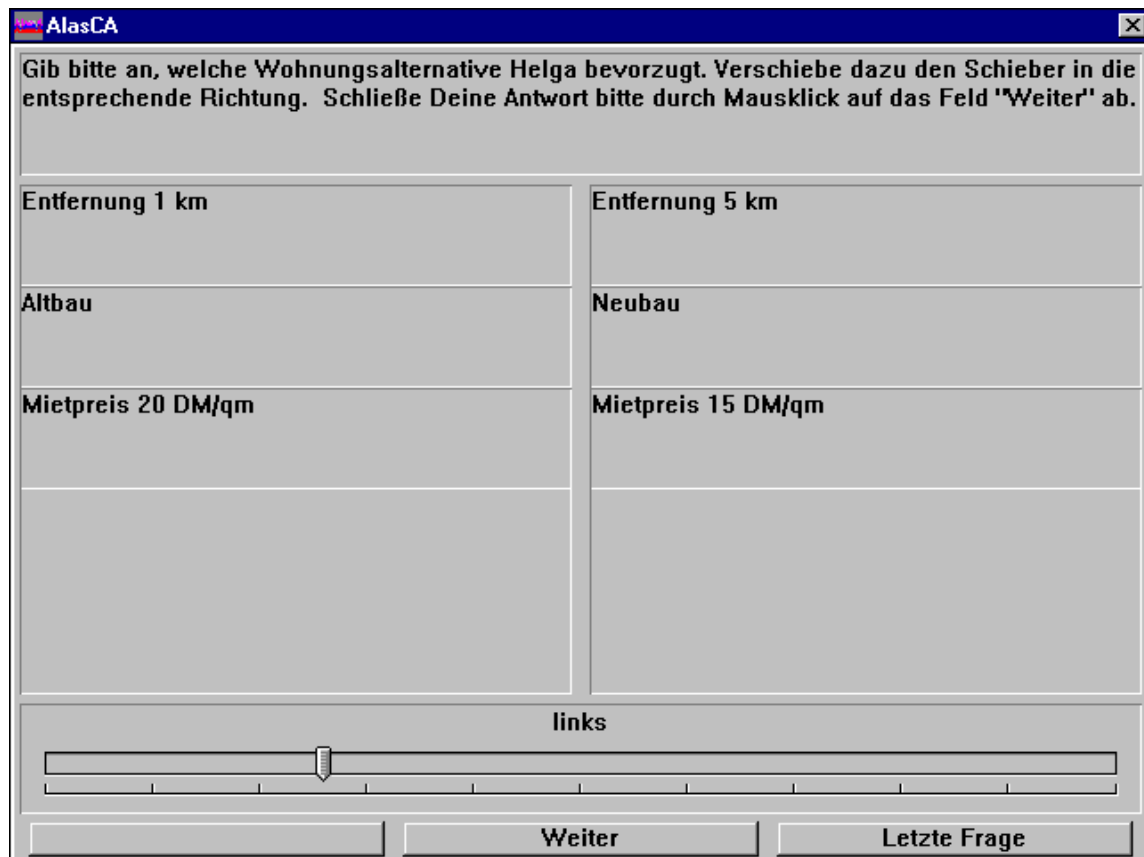 AlasCA
Gib bitte an, welche Wohnungsalternative Helga bevorzugt. Verschiebe dazu den Schieber in die
entsprechende Richtung.  Schließe Deine Antwort bitte durch Mausklick auf das Feld "Weiter" ab.
Entfernung 1 km
Entfernung 5 km
Altbau
Neubau
Mietpreis 20 DM/qm
Mietpreis 15 DM/qm
links
Weiter
Letzte Frage